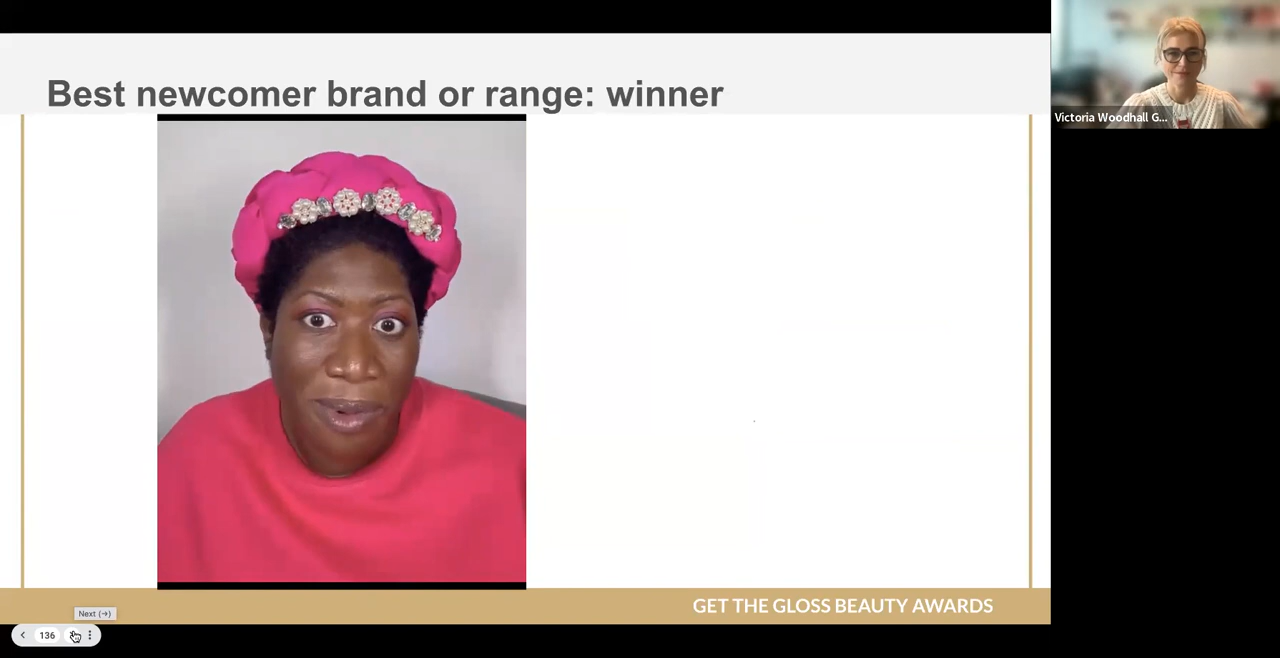 Best newcomer brand or range: winner
Victoria Woodhall G...
GET THE GLOSS BEAUTY AWARDS
Next (→)
136